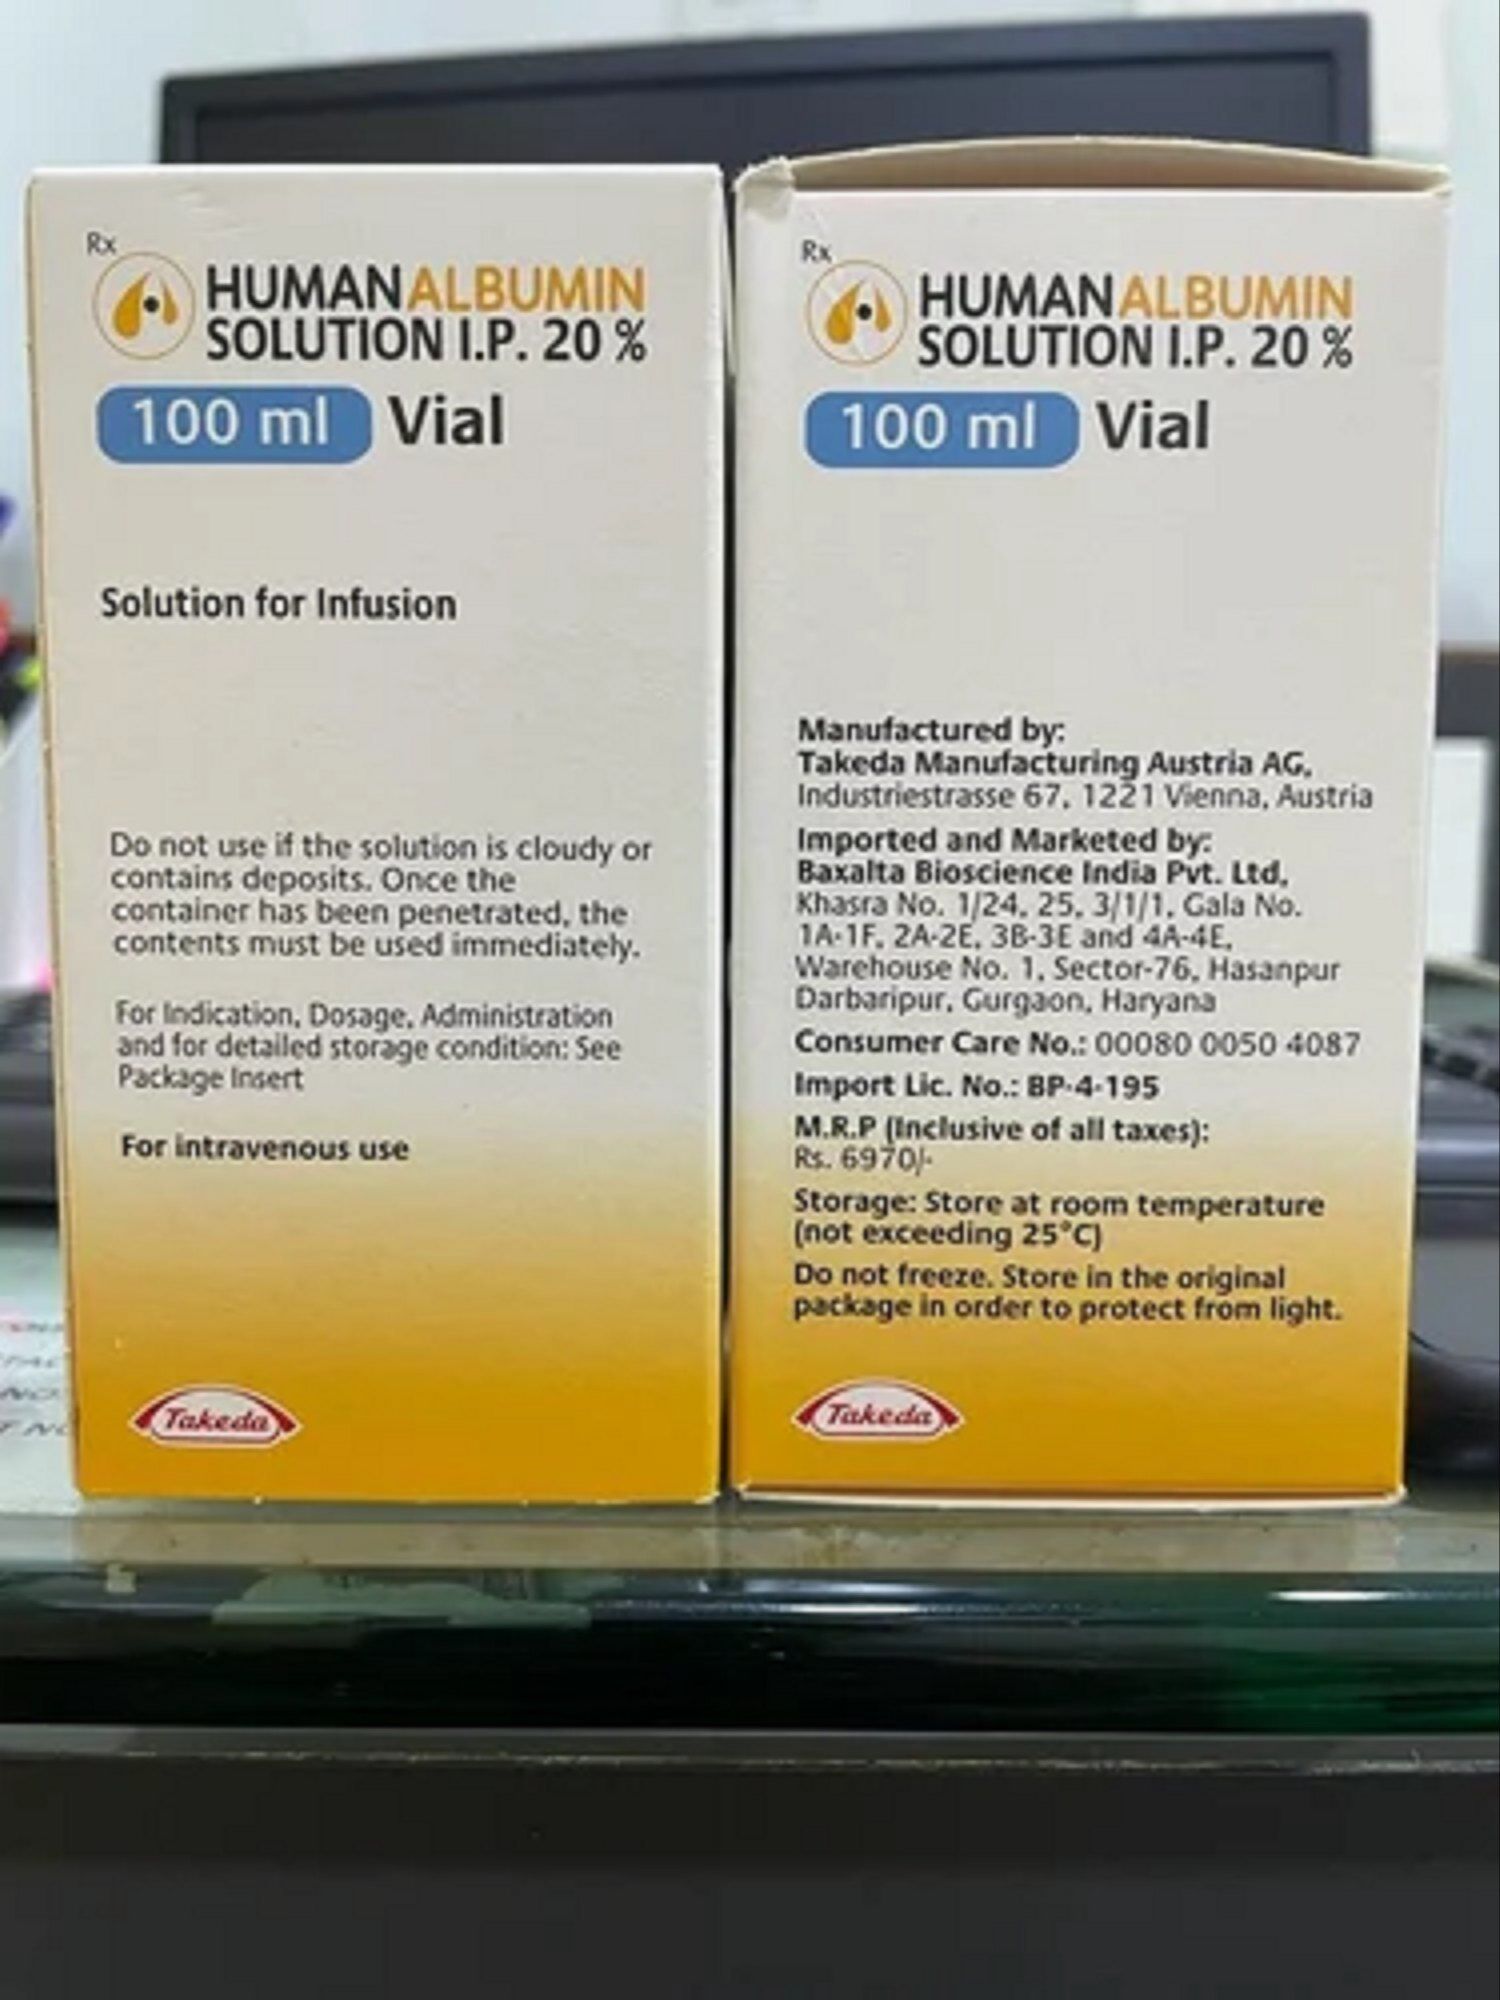 Rx
HUMANALBUMIN
SOLUTION I.P. 20 %
100 ml Vial
Solution for Infusion
Do not use if the solution is cloudy or
contains deposits. Once the
container has been penetrated, the
contents must be used immediately.
For Indication, Dosage, Administration
and for detailed storage condition: See
Package Insert
For intravenous use
Takeda
Rx
HUMANALBUMIN
SOLUTION I.P. 20 %
100 ml Vial
Manufactured by:
Takeda Manufacturing Austria AG,
Industriestrasse 67, 1221 Vienna, Austria
Imported and Marketed by:
Baxalta Bioscience India Pvt. Ltd,
Khasra No. 1/24, 25, 3/1/1, Gala No.
1A-1F, 2A-2E, 3B-3E and 4A-4E,
Warehouse No. 1, Sector-76, Hasanpur
Darbaripur, Gurgaon, Haryana
Consumer Care No.: 00080 0050 4087
Import Lic. No.: BP-4-195
M.R.P (Inclusive of all taxes):
Rs. 6970/-
Storage: Store at room temperature
(not exceeding 25°C)
Do not freeze. Store in the original
package in order to protect from light.
Takeda